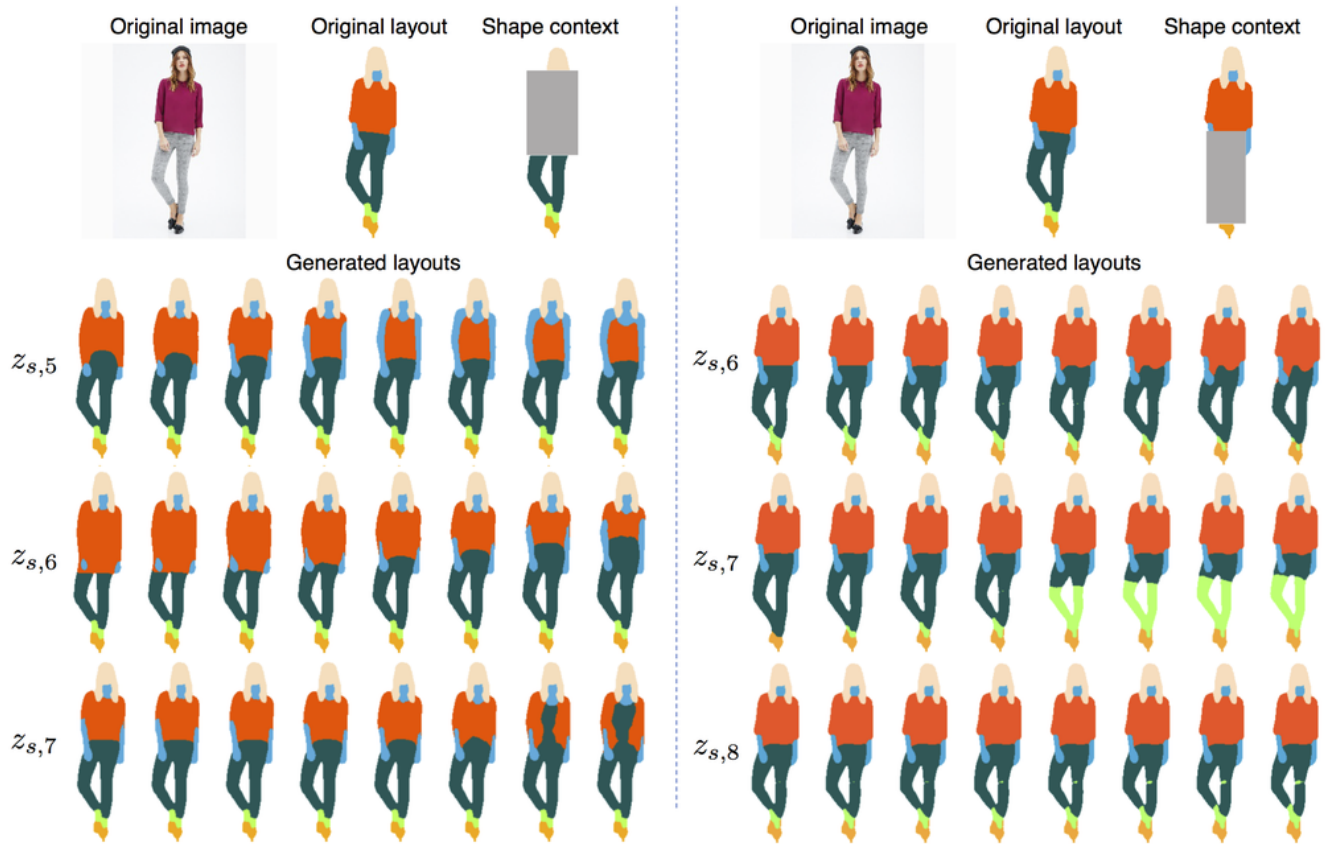 Original image Original layout Shape context
Generated layouts
z_{s,5}
z_{s,6}
z_{s,7}
Original image Original layout Shape context
Generated layouts
z_{s,6}
z_{s,7}
z_{s,8}